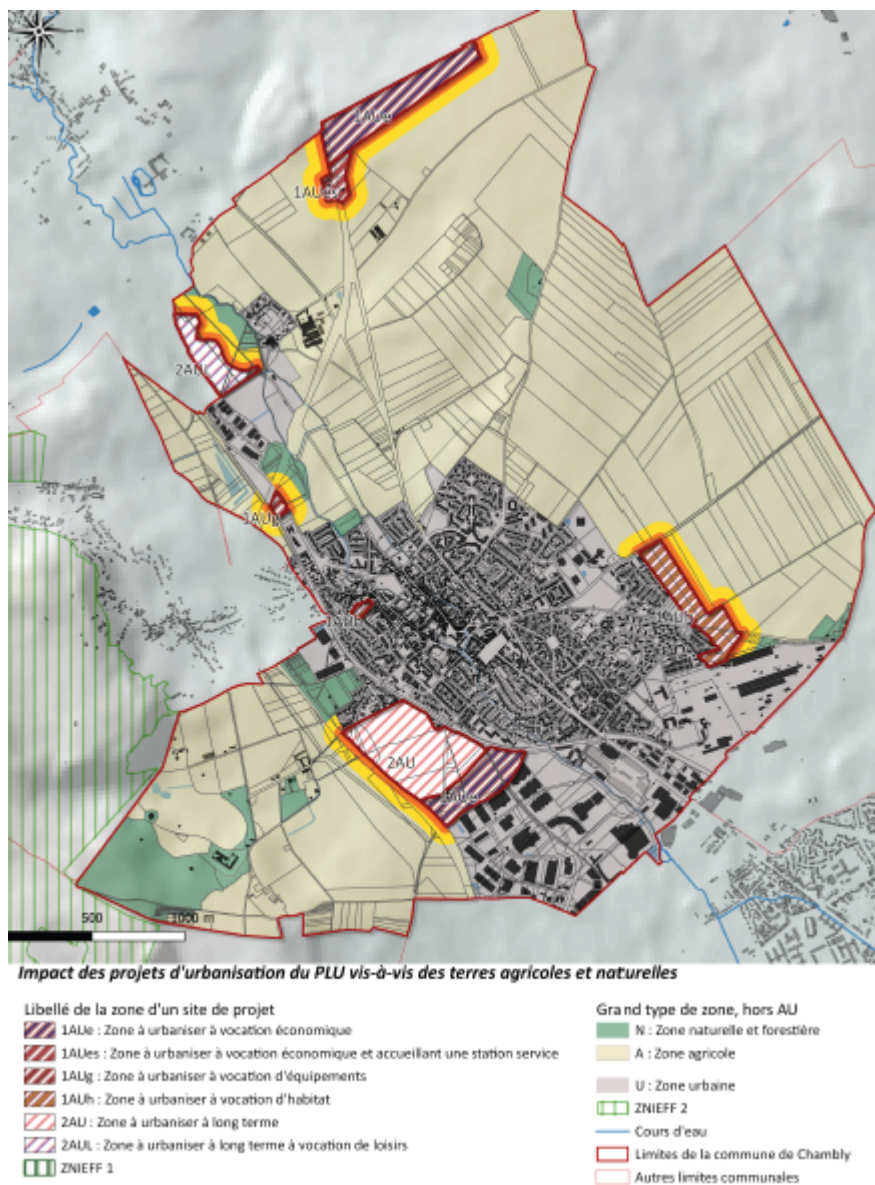 1AUe
1AUes
2AUL
1AUg
1AUh
1AUh
2AU
1AUe
500
1000 m
Impact des projets d'urbanisation du PLU vis-à-vis des terres agricoles et naturelles
Libellé de la zone d'un site de projet
1AUe : Zone à urbaniser à vocation économique
1AUes : Zone à urbaniser à vocation économique et accueillant une station service
1AUg : Zone à urbaniser à vocation d'équipements
1AUh : Zone à urbaniser à vocation d'habitat
2AU : Zone à urbaniser à long terme
2AUL : Zone à urbaniser à long terme à vocation de loisirs
ZNIEFF 1
Grand type de zone, hors AU
N : Zone naturelle et forestière
A : Zone agricole
U : Zone urbaine
ZNIEFF 2
Cours d'eau
Limites de la commune de Chambly
Autres limites communales